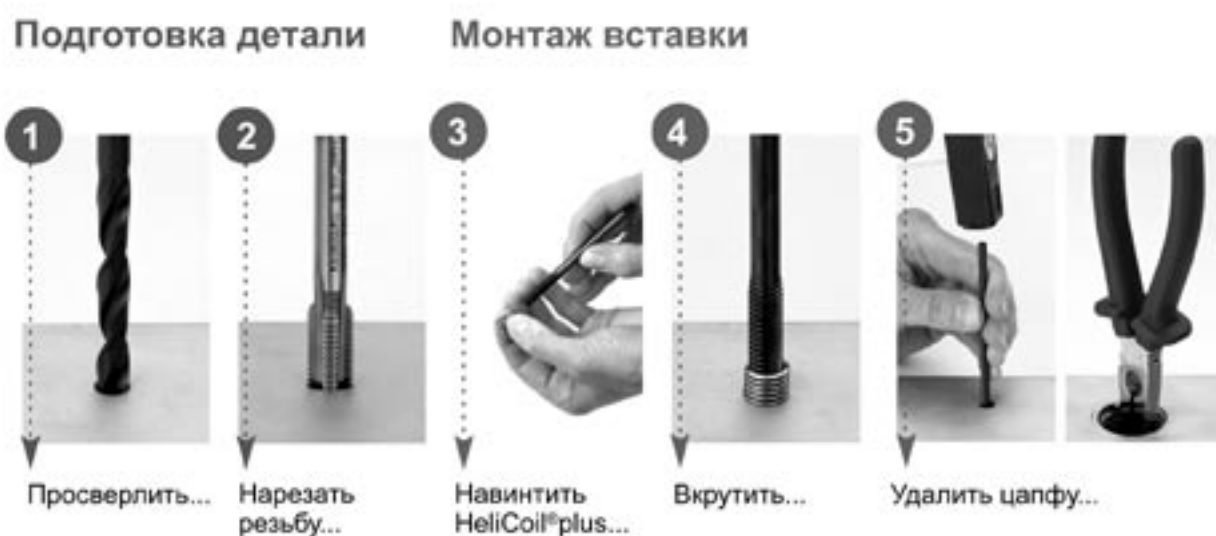 Подготовка детали
Монтаж вставки
1
2
3
4
5
Просверлить...
Нарезать
резьбу...
Навинтить
HeliCoil®plus...
Вкрутить...
Удалить цапфу...